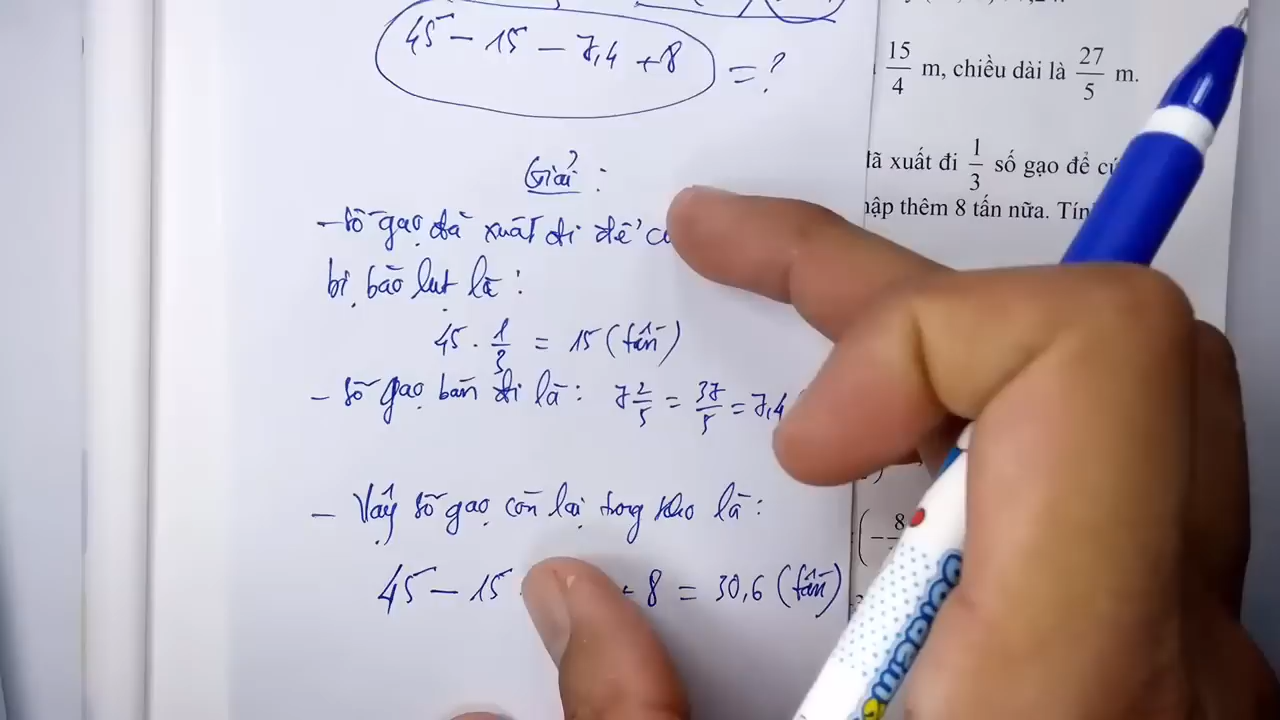 45 - 15 - 7,4 + 8 = ?
Giải :
- Số gạo đã xuất đi để
bị bão lụt là :
45 . 1/3 = 15 (tấn)
- Số gạo bán đi là : 7 2/5 = 37/5 = 7,4
- Vậy số gạo còn lại trong kho là :
45 - 15 + 8 = 30,6 (tấn)
15/4 m, chiều dài là 27/5 m.
đã xuất đi 1/3 số gạo để
nhập thêm 8 tấn nữa. Tính
(- 8